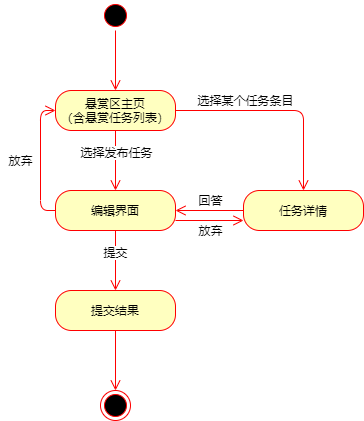 悬赏区主页
（含悬赏任务列表）
选择某个任务条目
选择发布任务
放弃
编辑界面
回答
放弃
任务详情
提交
提交结果